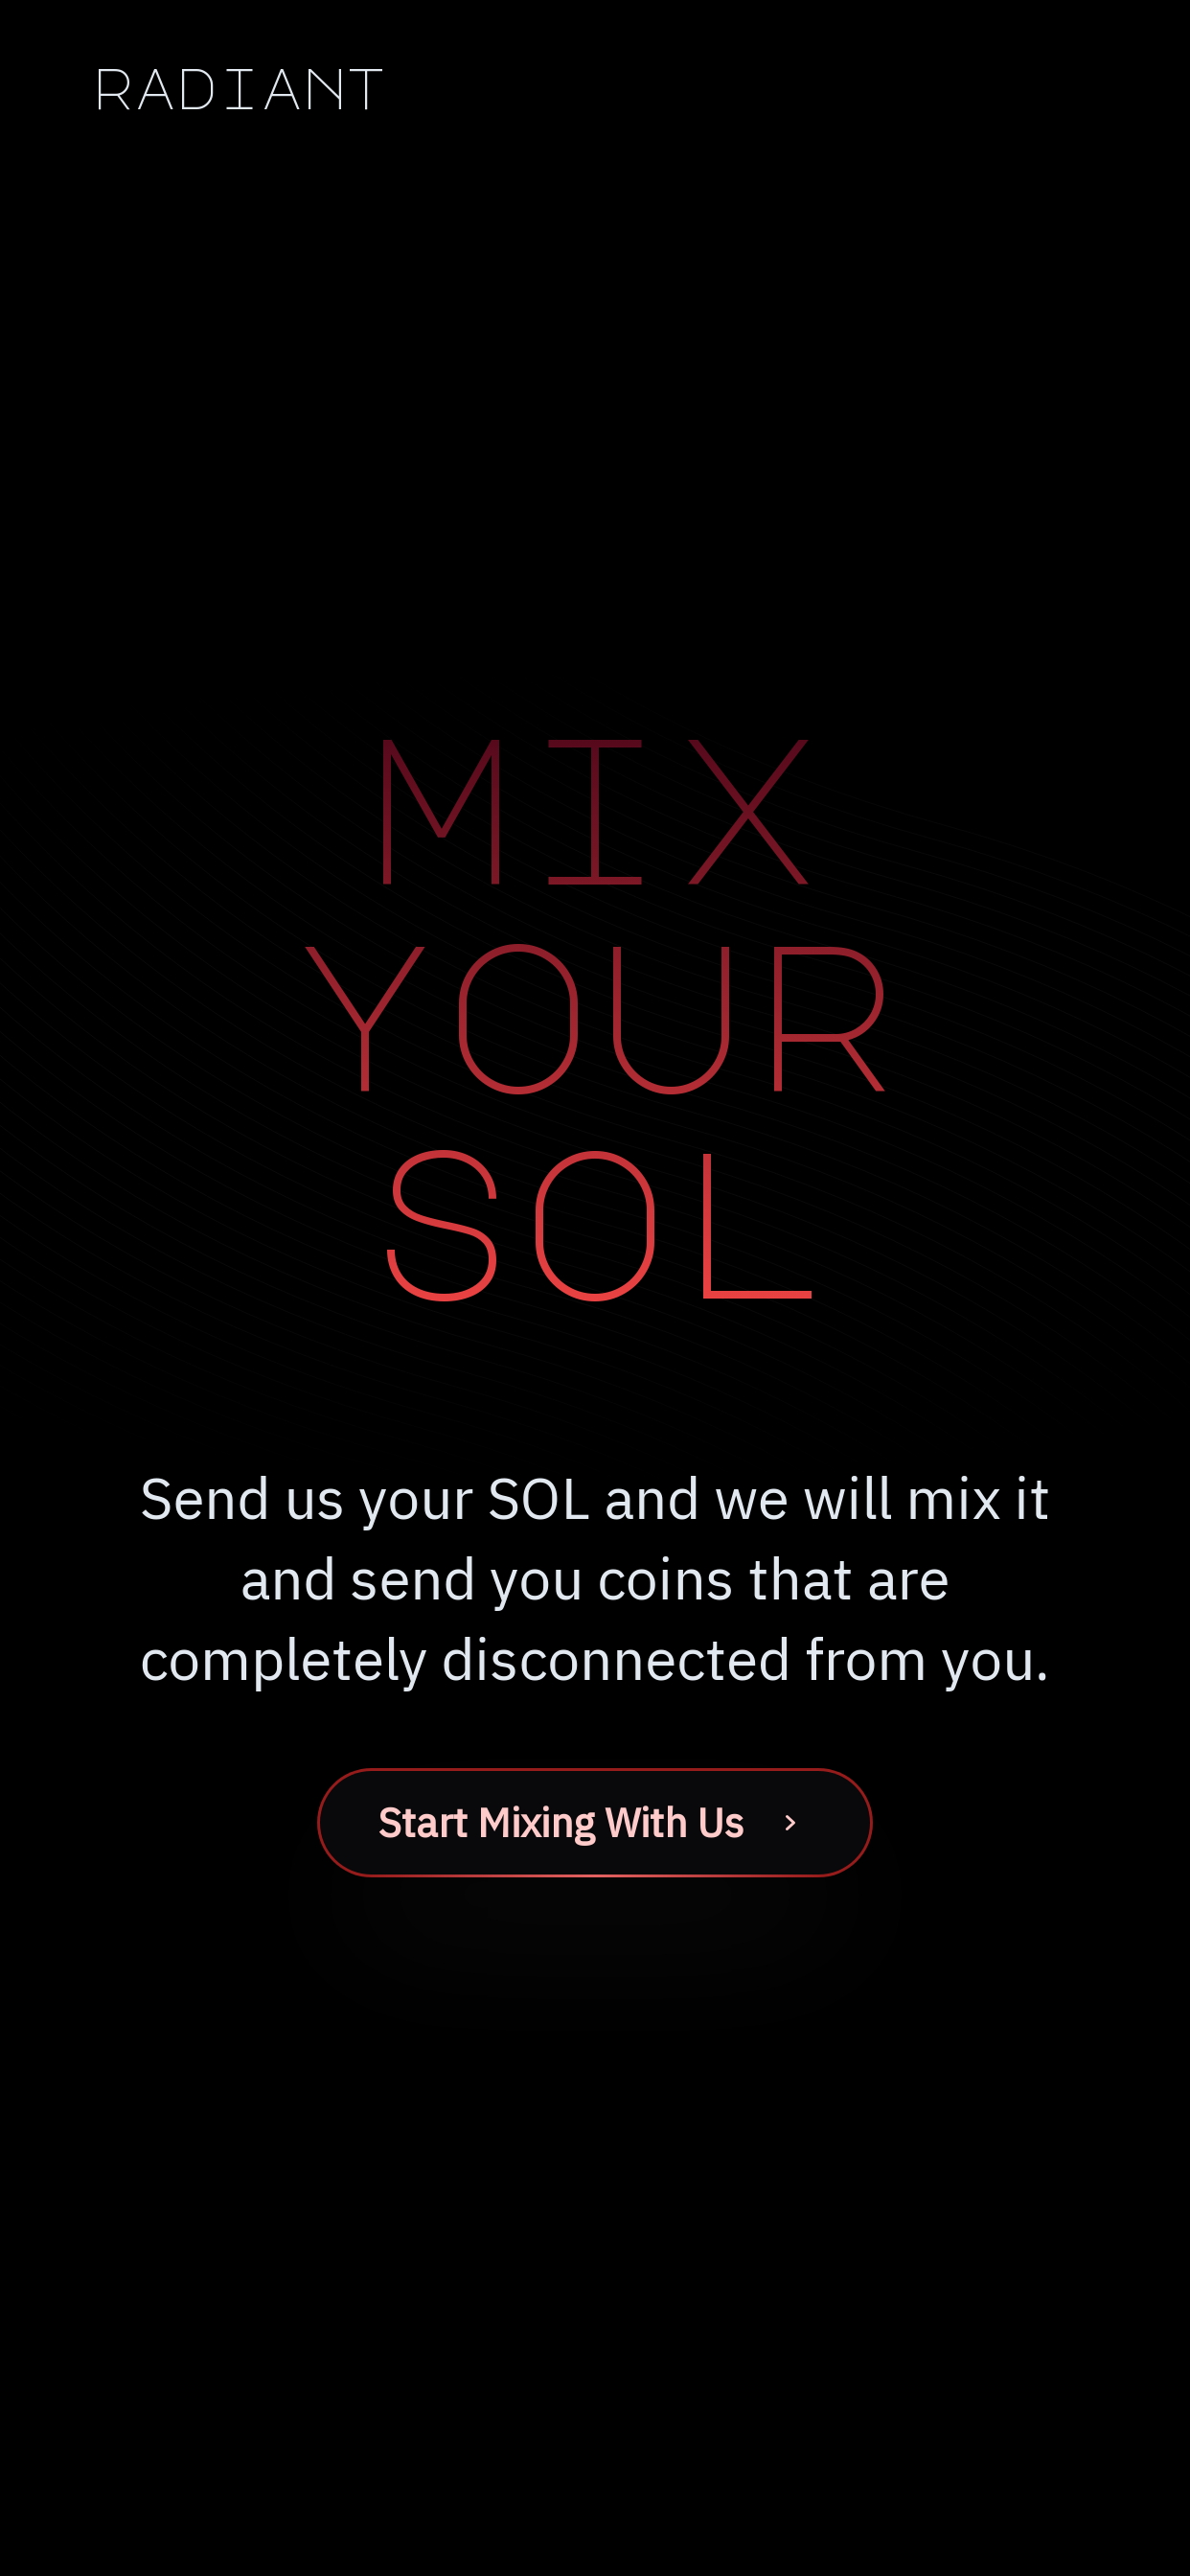 RADIANT
MIX
YOUR
SOL
Send us your SOL and we will mix it
and send you coins that are
completely disconnected from you.
Start Mixing With Us